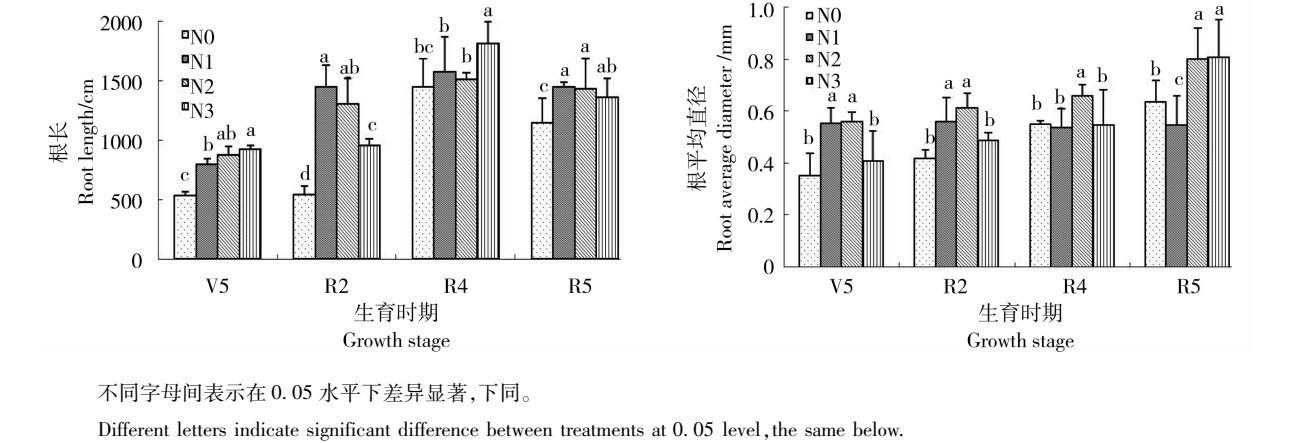 2000
1500
1000
500
0
根长
Root length/cm
N0
N1
N2
N3
c
b
ab
a
d
a
ab
c
bc
b
b
a
c
a
a
ab
V5
R2
R4
R5
生育时期
Growth stage
1.0
0.8
0.6
0.4
0.2
0
根平均直径
Root average diameter /mm
N0
N1
N2
N3
b
a
a
b
b
a
a
b
b
b
a
b
b
c
a
a
V5
R2
R4
R5
生育时期
Growth stage
不同字母间表示在 0. 05 水平下差异显著,下同。
Different letters indicate significant difference between treatments at 0. 05 level,the same below.